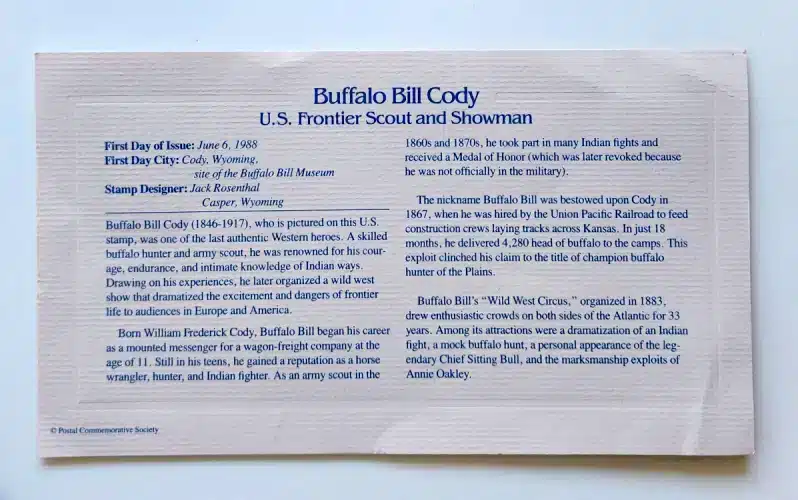 Buffalo Bill Cody
U.S. Frontier Scout and Showman
First Day of Issue: June 6, 1988
First Day City: Cody, Wyoming,
site of the Buffalo Bill Museum
Stamp Designer: Jack Rosenthal
Casper, Wyoming
Buffalo Bill Cody (1846-1917), who is pictured on this U.S.
stamp, was one of the last authentic Western heroes. A skilled
buffalo hunter and army scout, he was renowned for his cour-
age, endurance, and intimate knowledge of Indian ways.
Drawing on his experiences, he later organized a wild west
show that dramatized the excitement and dangers of frontier
life to audiences in Europe and America.
Born William Frederick Cody, Buffalo Bill began his career
as a mounted messenger for a wagon-freight company at the
age of 11. Still in his teens, he gained a reputation as a horse
wrangler, hunter, and Indian fighter. As an army scout in the
1860s and 1870s, he took part in many Indian fights and
received a Medal of Honor (which was later revoked because
he was not officially in the military).
The nickname Buffalo Bill was bestowed upon Cody in
1867, when he was hired by the Union Pacific Railroad to feed
construction crews laying tracks across Kansas. In just 18
months, he delivered 4,280 head of buffalo to the camps. This
exploit clinched his claim to the title of champion buffalo
hunter of the Plains.
Buffalo Bill's “Wild West Circus,” organized in 1883,
drew enthusiastic crowds on both sides of the Atlantic for 33
years. Among its attractions were a dramatization of an Indian
fight, a mock buffalo hunt, a personal appearance of the leg-
endary Chief Sitting Bull, and the marksmanship exploits of
Annie Oakley.
© Postal Commemorative Society